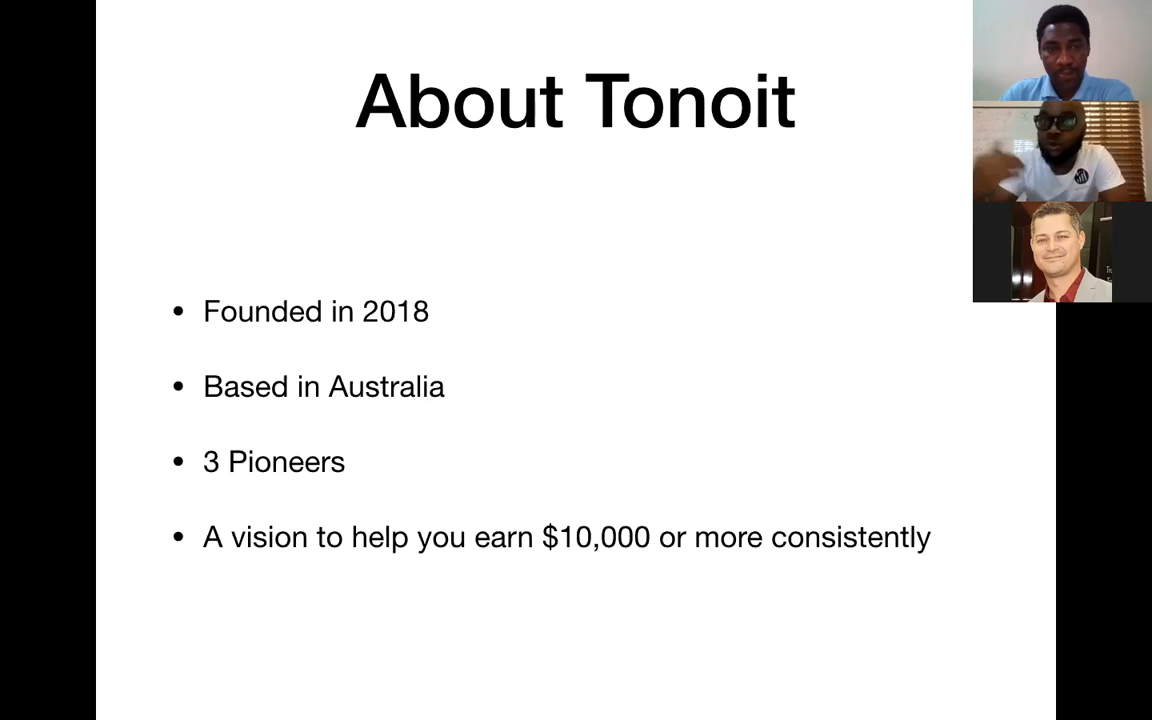 About Tonoit
• Founded in 2018
• Based in Australia
• 3 Pioneers
• A vision to help you earn $10,000 or more consistently